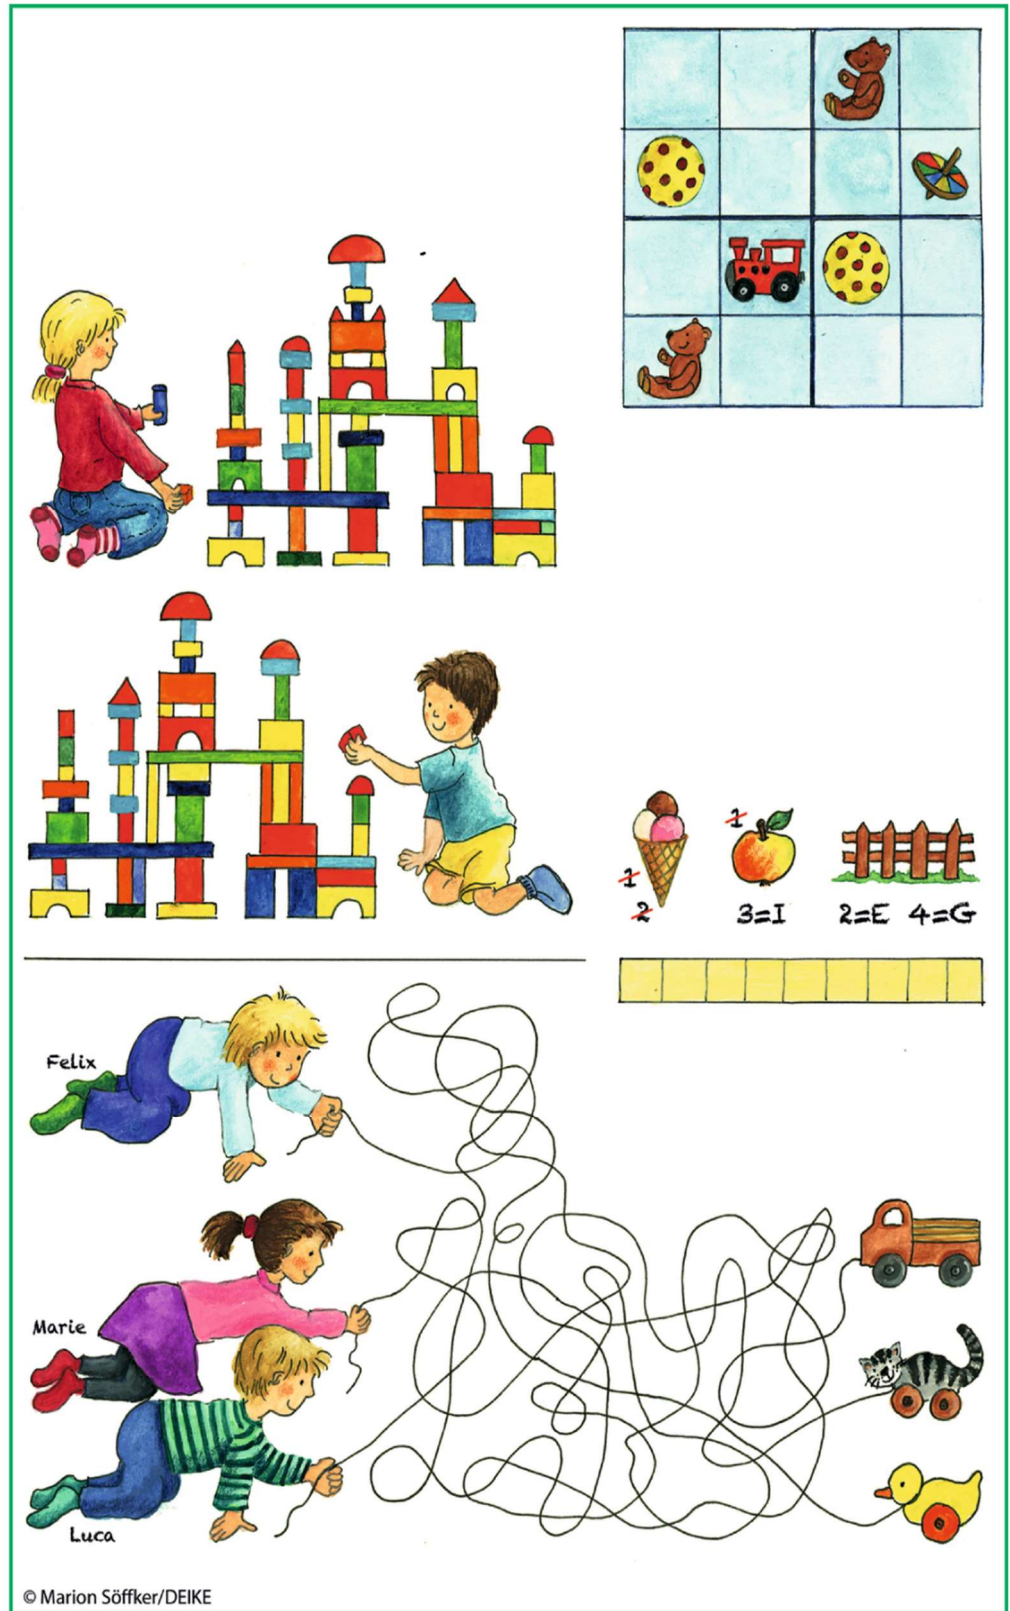 1
1
2
3=I
2=E 4=G
Felix
Marie
Luca
© Marion Söffker/DEIKE